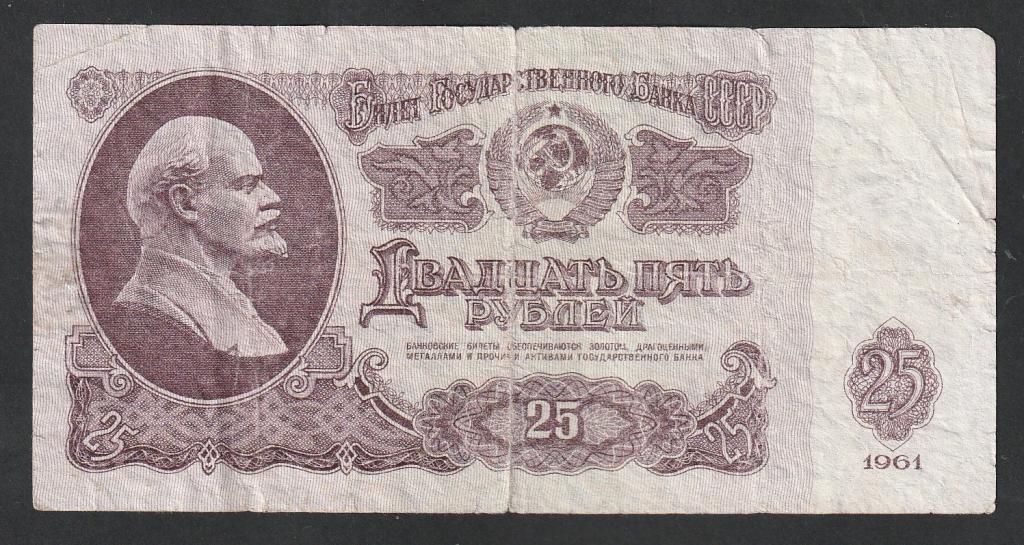 Билет Государственного Банка СССР
Двадцать пять
рублей
БАНКОВСКИЕ БИЛЕТЫ ОБЕСПЕЧИВАЮТСЯ ЗОЛОТОМ, ДРАГОЦЕННЫМИ
МЕТАЛЛАМИ И ПРОЧИМИ АКТИВАМИ ГОСУДАРСТВЕННОГО БАНКА
25
25
25
25
1961